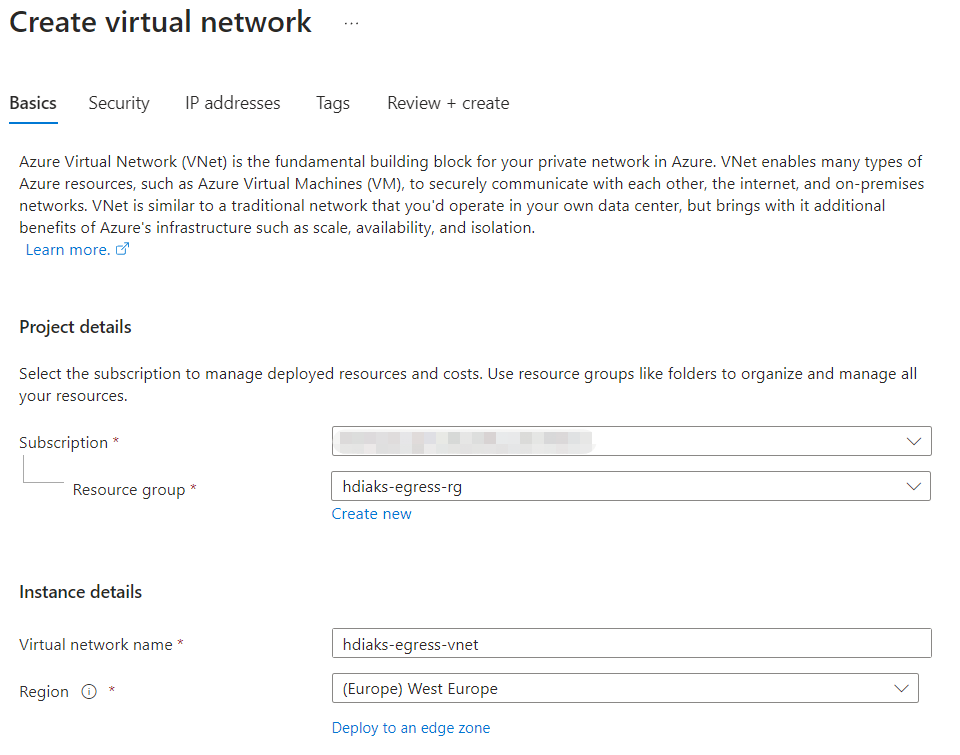 Create virtual network ...
Basics Security IP addresses Tags Review + create
Azure Virtual Network (VNet) is the fundamental building block for your private network in Azure. VNet enables many types of
Azure resources, such as Azure Virtual Machines (VM), to securely communicate with each other, the internet, and on-premises
networks. VNet is similar to a traditional network that you'd operate in your own data center, but brings with it additional
benefits of Azure's infrastructure such as scale, availability, and isolation.
Learn more.
Project details
Select the subscription to manage deployed resources and costs. Use resource groups like folders to organize and manage all
your resources.
Subscription *
Resource group * hdiaks-egress-rg
Create new
Instance details
Virtual network name * hdiaks-egress-vnet
Region * (Europe) West Europe
Deploy to an edge zone